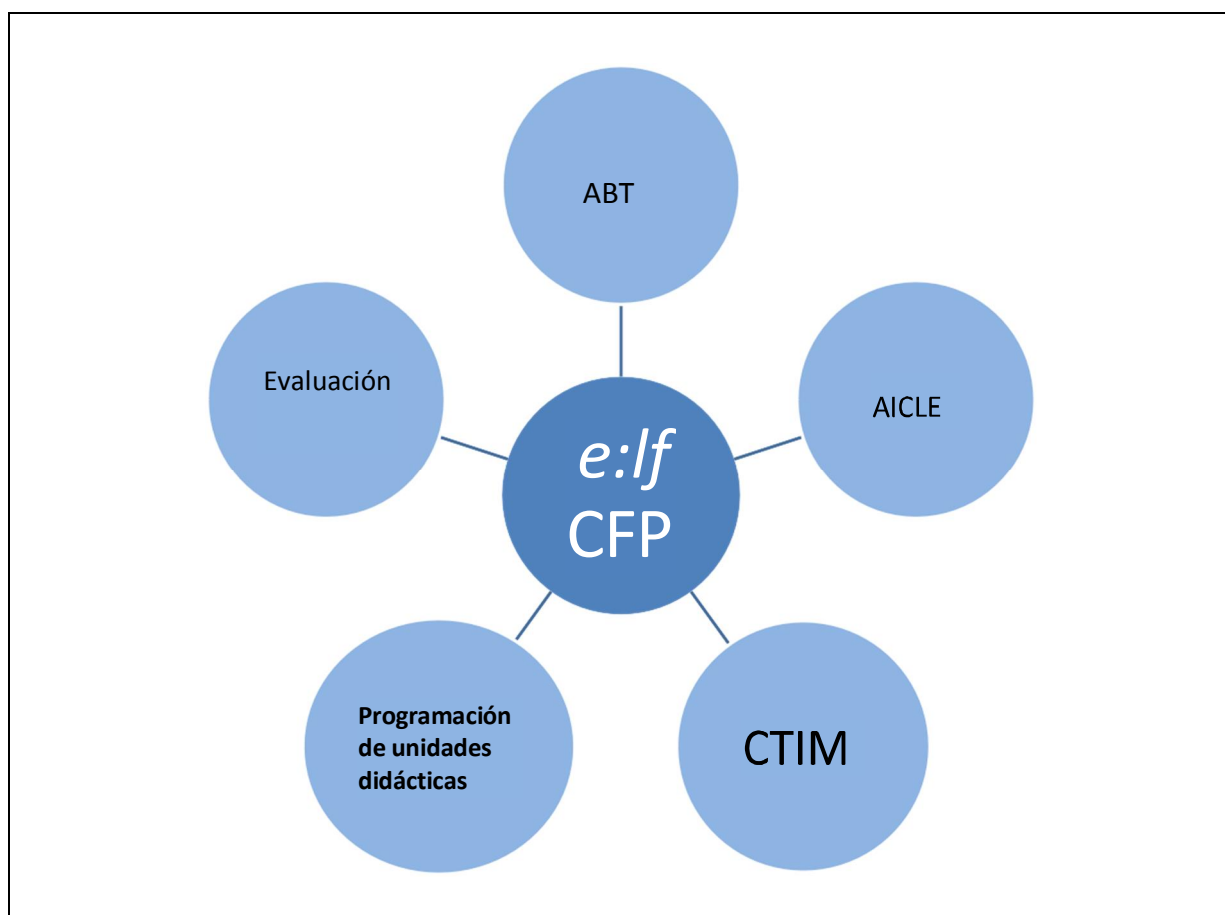 ABT
Evaluación
AICLE
e:lf
CFP
Programación
de unidades
didácticas
CTIM